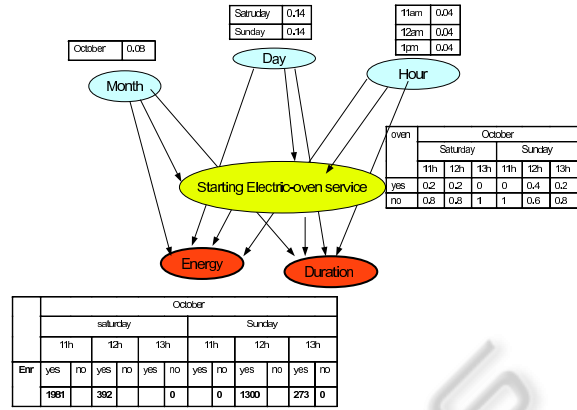 Satruday 0.14
Sunday 0.14
11am 0.04
12am 0.04
1pm 0.04
October 0.08
Month
Day
Hour
oven October
Saturday Sunday
11h 12h 13h 11h 12h 13h
yes 0.2 0.2 0 0 0.4 0.2
no 0.8 0.8 1 1 0.6 0.8
Starting Electric-oven service
Energy
Duration
October
saturday Sunday
11h 12h 13h 11h 12h 13h
Enr yes no yes no yes no yes no yes no yes no
1981 392 0 0 1300 273 0